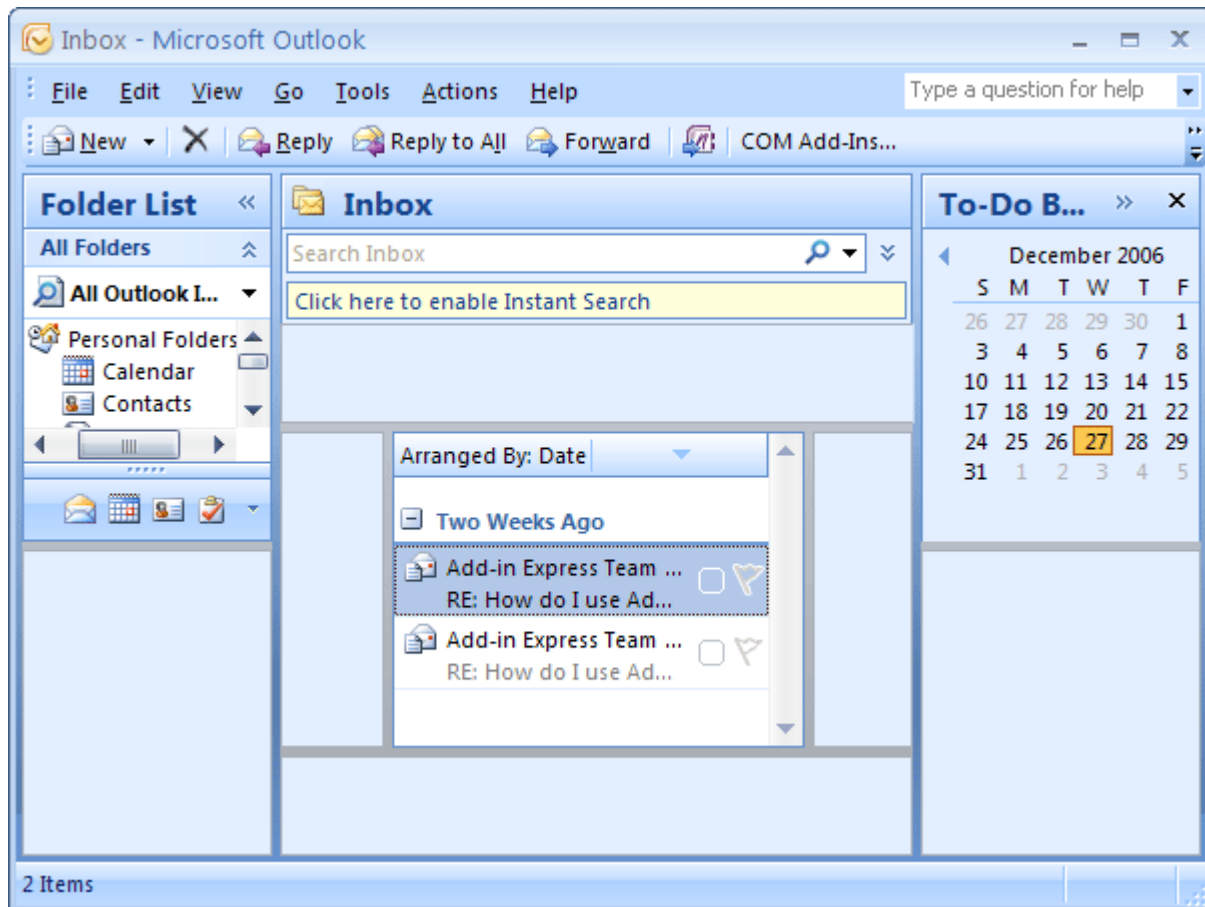 Inbox - Microsoft Outlook
File Edit View Go Tools Actions Help Type a question for help
New Reply Reply to All Forward COM Add-Ins...
Folder List « Inbox To-Do B... »
All Folders
All Outlook I...
Personal Folders
Calendar
Contacts
Search Inbox
Click here to enable Instant Search
Arranged By: Date
Two Weeks Ago
Add-in Express Team ...
RE: How do I use Ad...
Add-in Express Team ...
RE: How do I use Ad...
December 2006
S M T W T F
26 27 28 29 30 1
3 4 5 6 7 8
10 11 12 13 14 15
17 18 19 20 21 22
24 25 26 27 28 29
31 1 2 3 4 5
2 Items